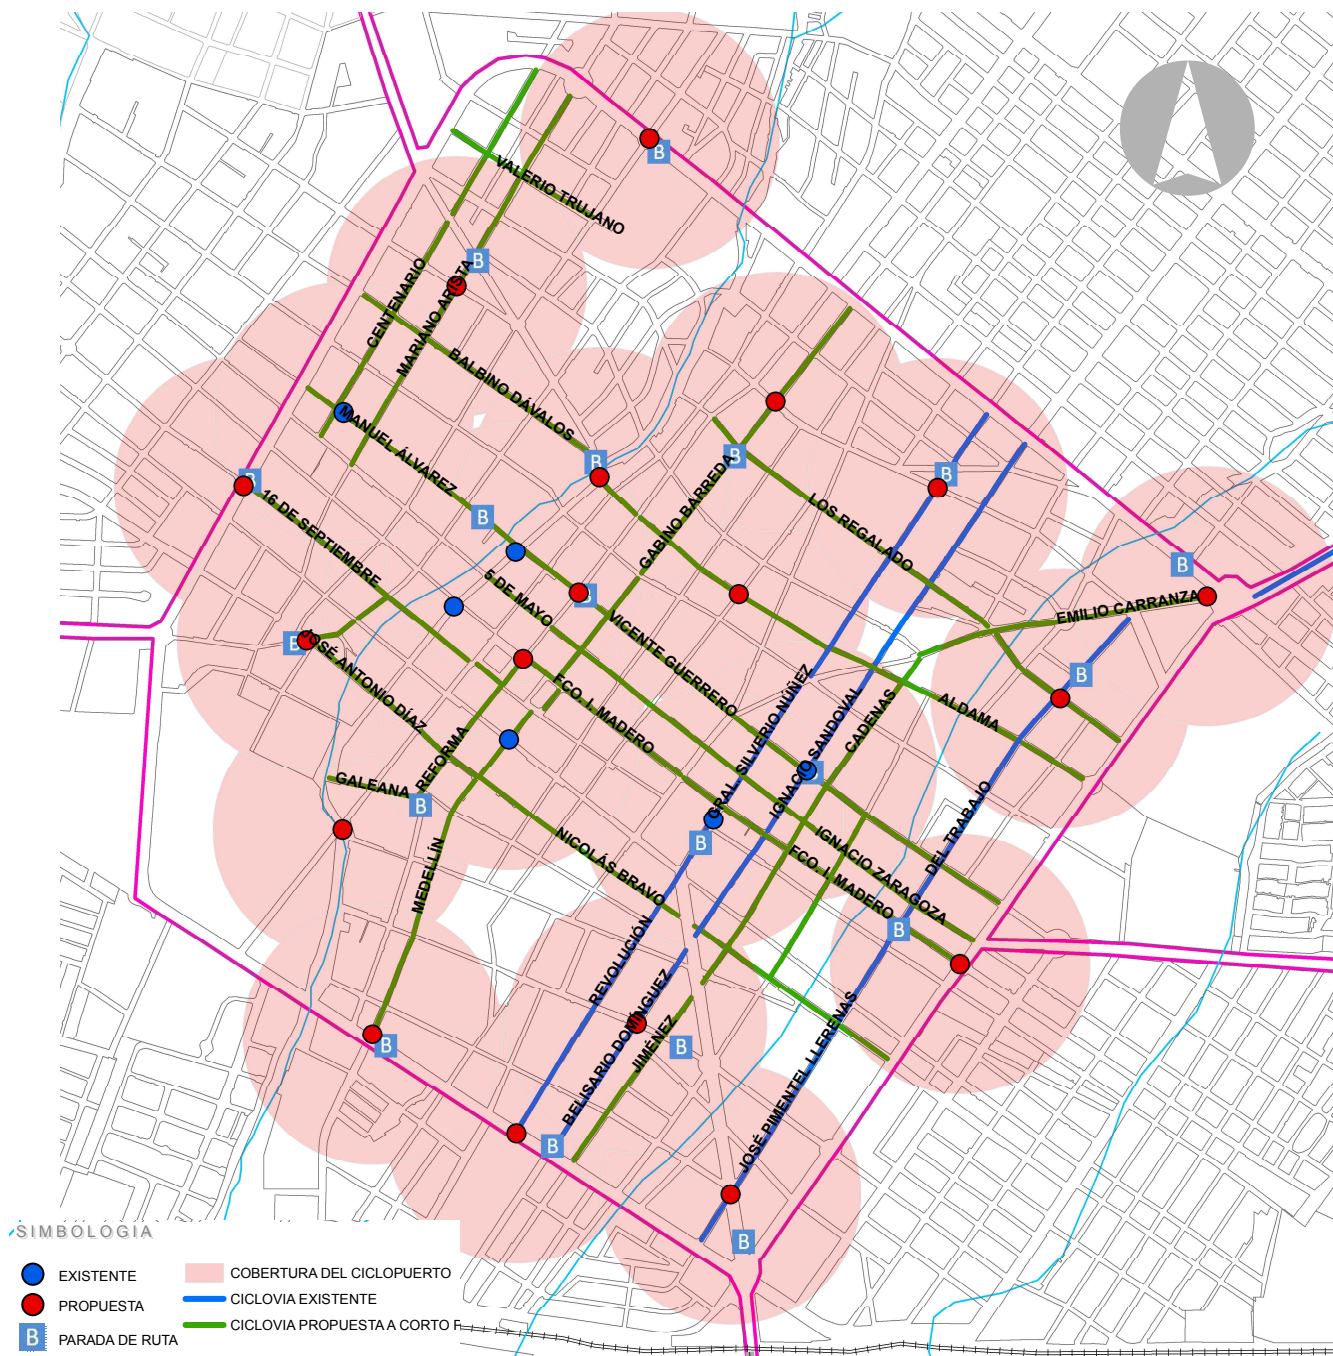 B
VALERIO TRUJANO
B
CENTENARIO
MARIANO ARISTA
BALBINO DÁVALOS
MANUEL ÁLVAREZ
B
B
B
B
B
16 DE SEPTIEMBRE
GABINO BARREDA
LOS REGALADO
B
5 DE MAYO
B
VICENTE GUERRERO
EMILIO CARRANZA
B
JOSÉ ANTONIO DÍAZ
FCO. I. MADERO
B
GRAL. SILVERIO NÚÑEZ
IGNACIO SANDOVAL
CADENAS
ALDAMA
REFORMA
GALEANA
B
B
B
MEDELLÍN
NICOLÁS BRAVO
IGNACIO ZARAGOZA
FCO. I. MADERO
DEL TRABAJO
B
REVOLUCIÓN
BELISARIO DOMÍNGUEZ
JIMÉNEZ
B
B
JOSÉ PIMENTEL LLERENAS
B
B
SIMBOLOGIA
EXISTENTE
COBERTURA DEL CICLOPUERTO
PROPUESTA
CICLOVIA EXISTENTE
B PARADA DE RUTA
CICLOVIA PROPUESTA A CORTO